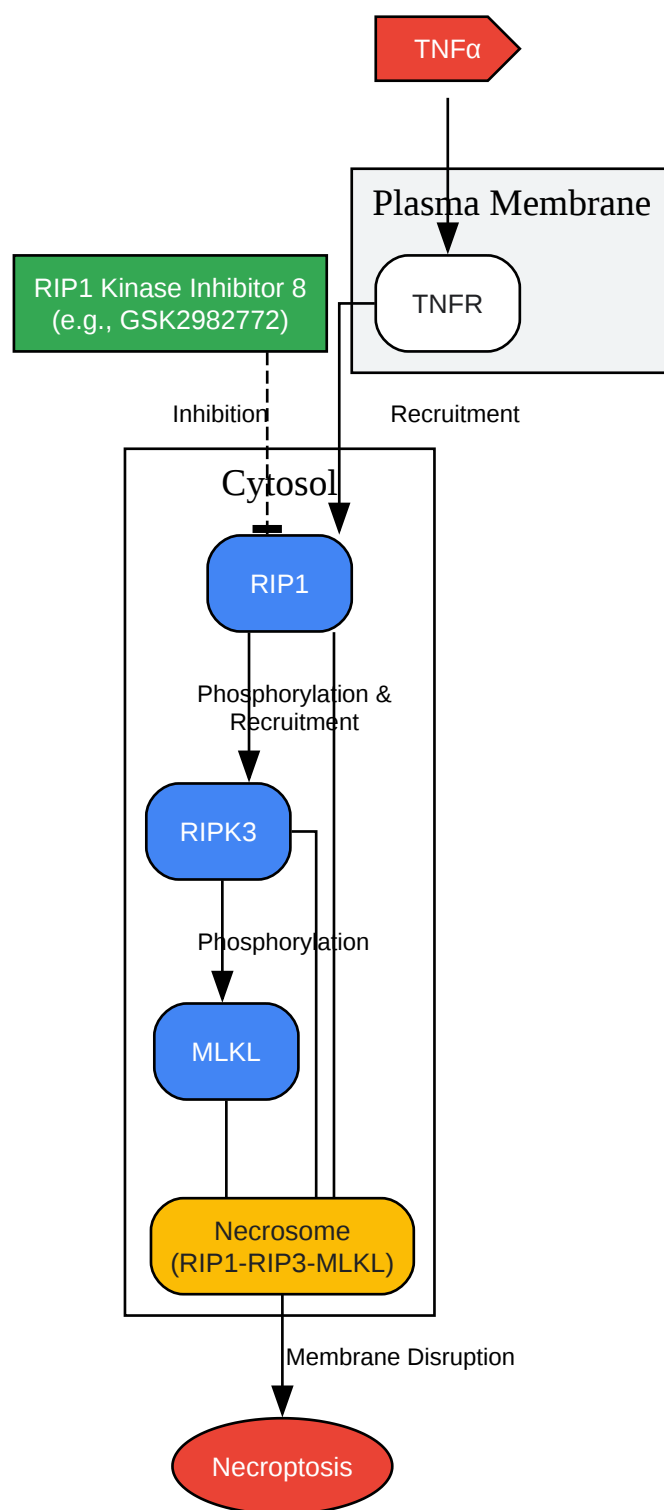 TNFα
Plasma Membrane
TNFR
RIP1 Kinase Inhibitor 8
(e.g., GSK2982772)
Inhibition
Recruitment
Cytosol
RIP1
Phosphorylation &
Recruitment
RIPK3
Phosphorylation
MLKL
Necrosome
(RIP1-RIP3-MLKL)
Membrane Disruption
Necroptosis